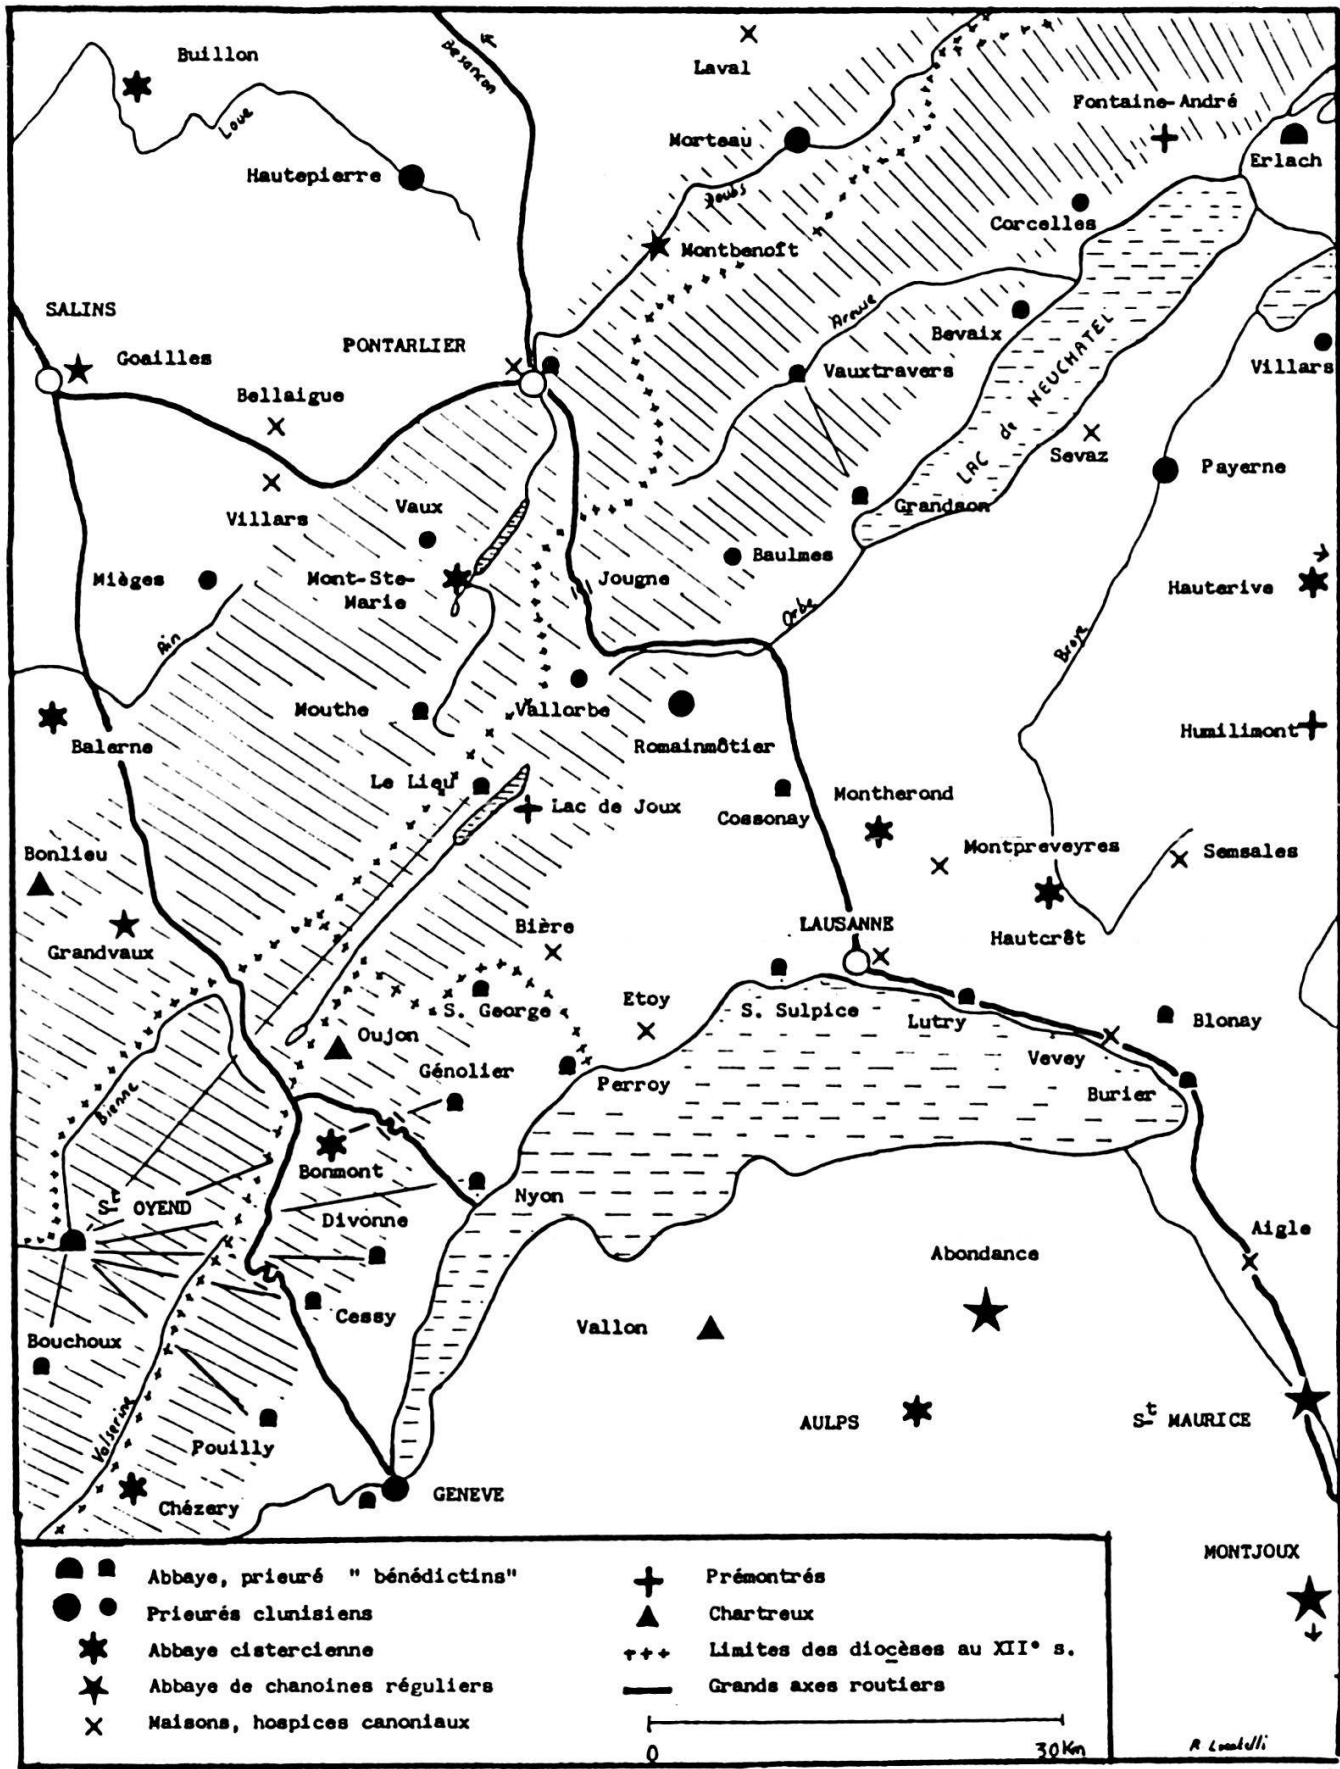 Besançon
Buillon
Laval
Loue
Fontaine-André
Morteau
Erlach
Hautepierre
Doubs
Corcelles
Montbenoît
SALINS
Areuse
Bevaix
Goailles
PONTARLIER
Vauxtravers
Villars
LAC de NEUCHATEL
Bellaigue
Sevaz
Payerne
Villars
Vaux
Grandson
Baulmes
Mièges
Mont-Ste-
Marie
Jougne
Hauterive
Orbe
Ain
Broye
Mouthe
Vallorbe
Humilimont
Balerne
Romainmôtier
Le Lieu
Lac de Joux
Cossonay
Montherond
Bonlieu
Montpreveyres
Semsales
Bière
LAUSANNE
Hautcrêt
Grandvaux
Etoy
S. George
S. Sulpice
Lutry
Blonay
Oujon
Génolier
Vevey
Perroy
Burier
Bienne
Bonmont
St OYEND
Nyon
Divonne
Aigle
Abondance
Cessy
Vallon
Bouchoux
Valserine
AULPS
St MAURICE
Pouilly
Chézery
GENEVE
MONTJOUX
Abbaye, prieuré " bénédictins"
Prieurés clunisiens
Abbaye cistercienne
Abbaye de chanoines réguliers
Maisons, hospices canoniaux
Prémontrés
Chartreux
Limites des diocèses au XII° s.
Grands axes routiers
0 30Km
R Locatelli